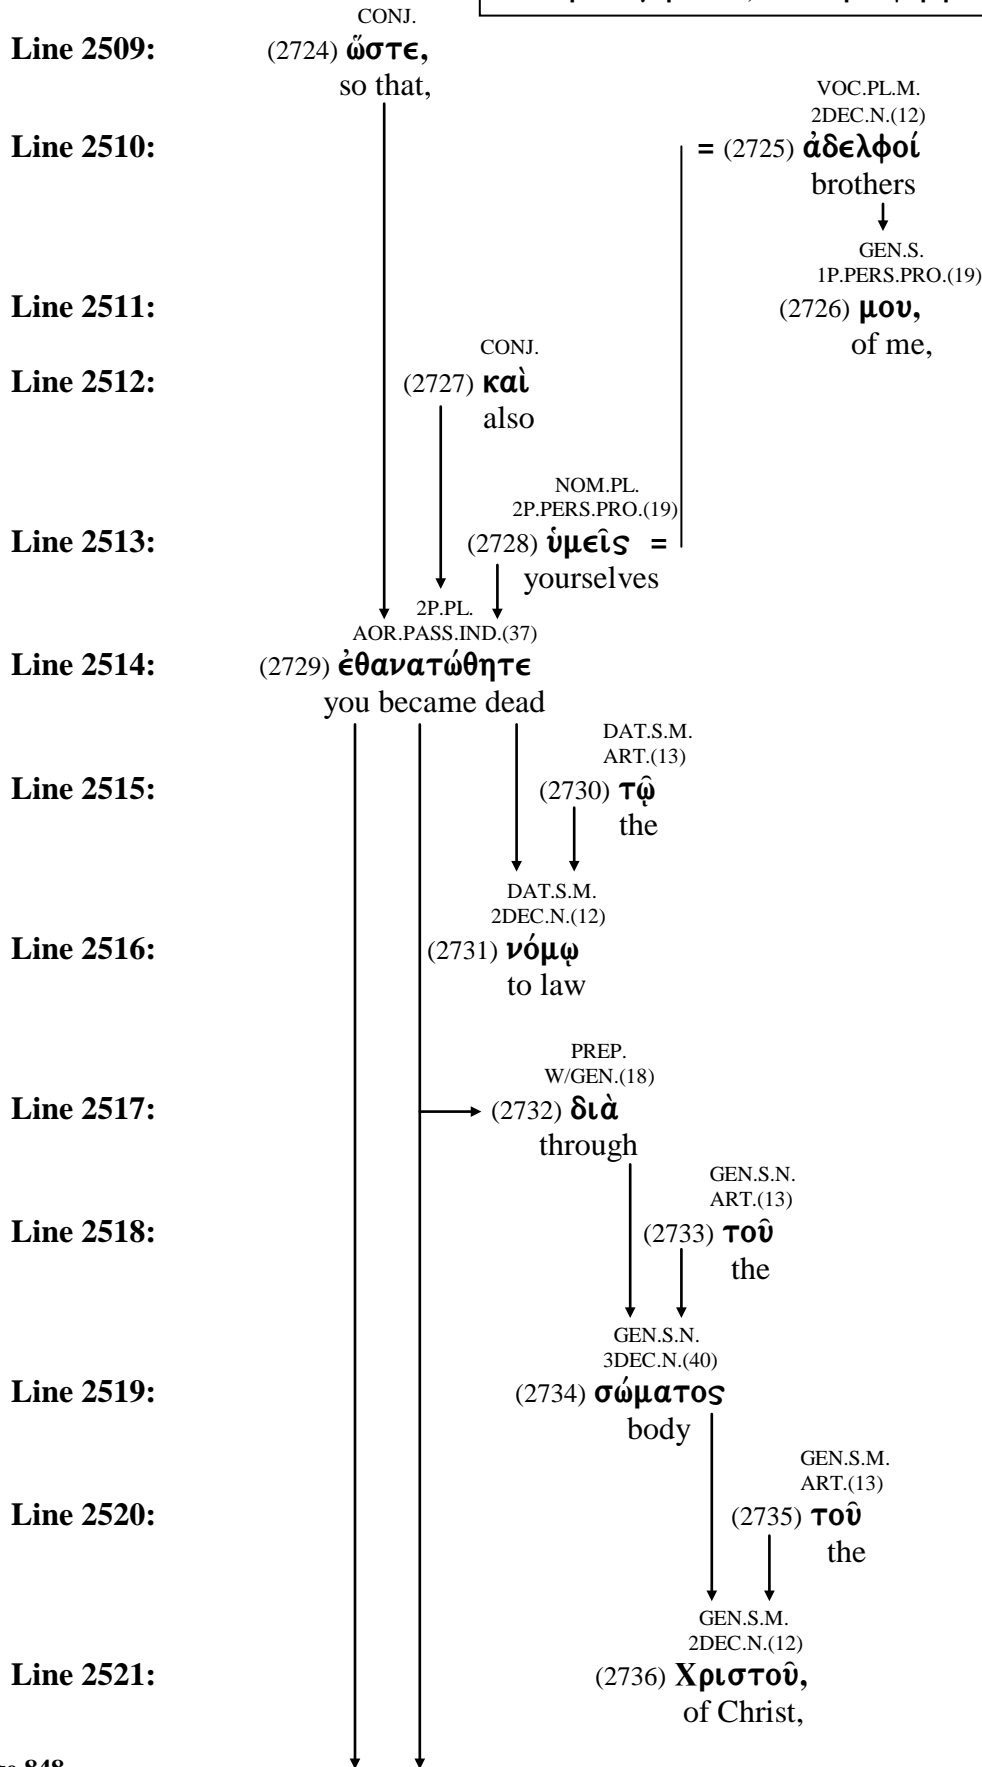 CONJ.
Line 2509: (2724) ὥστε,
so that,
VOC.PL.M.
2DEC.N.(12)
Line 2510: = (2725) ἀδελφοί
brothers
GEN.S.
1P.PERS.PRO.(19)
Line 2511: (2726) μου,
of me,
CONJ.
Line 2512: (2727) καὶ
also
NOM.PL.
2P.PERS.PRO.(19)
Line 2513: (2728) ὑμεῖς =
yourselves
2P.PL.
AOR.PASS.IND.(37)
Line 2514: (2729) ἐθανατώθητε
you became dead
DAT.S.M.
ART.(13)
Line 2515: (2730) τῷ
the
DAT.S.M.
2DEC.N.(12)
Line 2516: (2731) νόμῳ
to law
PREP.
W/GEN.(18)
Line 2517: (2732) διὰ
through
GEN.S.N.
ART.(13)
Line 2518: (2733) τοῦ
the
GEN.S.N.
3DEC.N.(40)
Line 2519: (2734) σώματος
body
GEN.S.M.
ART.(13)
Line 2520: (2735) τοῦ
the
GEN.S.M.
2DEC.N.(12)
Line 2521: (2736) Χριστοῦ,
of Christ,